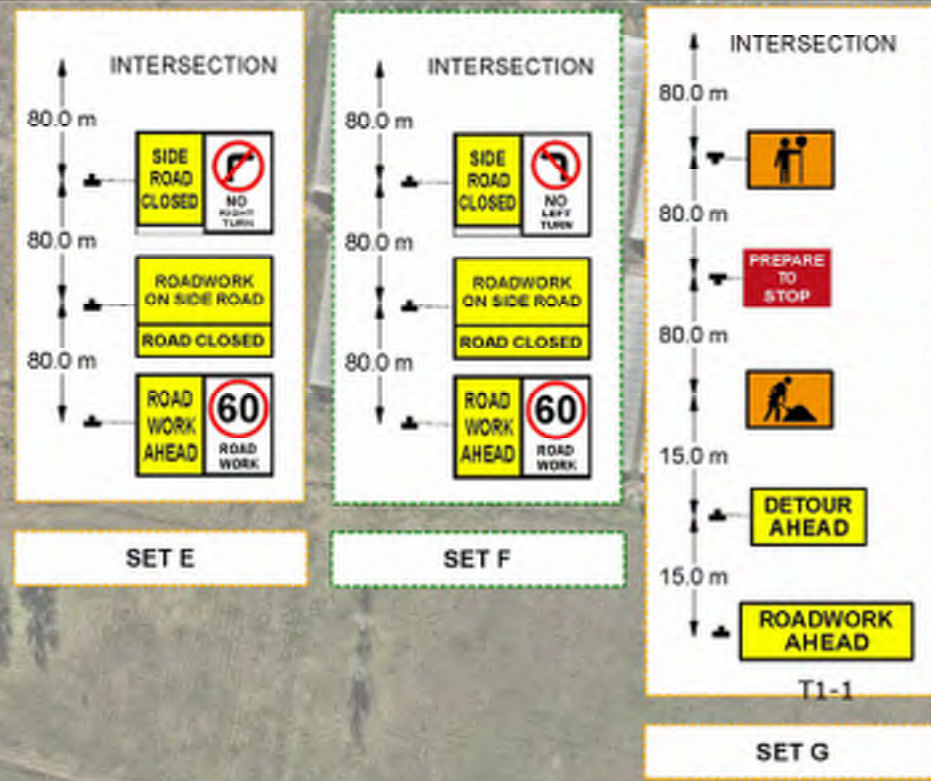 INTERSECTION
80.0 m
SIDE
ROAD
CLOSED
NO
RIGHT
TURN
80.0 m
ROADWORK
ON SIDE ROAD
ROAD CLOSED
80.0 m
ROAD
WORK
AHEAD
60
ROAD
WORK
SET E
INTERSECTION
80.0 m
SIDE
ROAD
CLOSED
NO
LEFT
TURN
80.0 m
ROADWORK
ON SIDE ROAD
ROAD CLOSED
80.0 m
ROAD
WORK
AHEAD
60
ROAD
WORK
SET F
INTERSECTION
80.0 m
80.0 m
PREPARE
TO
STOP
80.0 m
15.0 m
DETOUR
AHEAD
15.0 m
ROADWORK
AHEAD
T1-1
SET G